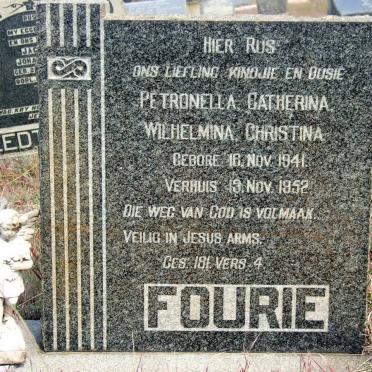 HIER RUS
ONS LIEFLING KINDJIE EN OUSIE
PETRONELLA CATHERINA
WILHELMINA CHRISTINA
GEBORE 16. NOV. 1941.
VERHUIS 13. NOV. 1952.
DIE WEG VAN GOD IS VOLMAAK.
VEILIG IN JESUS ARMS.
GES. 181 VERS. 4.
FOURIE